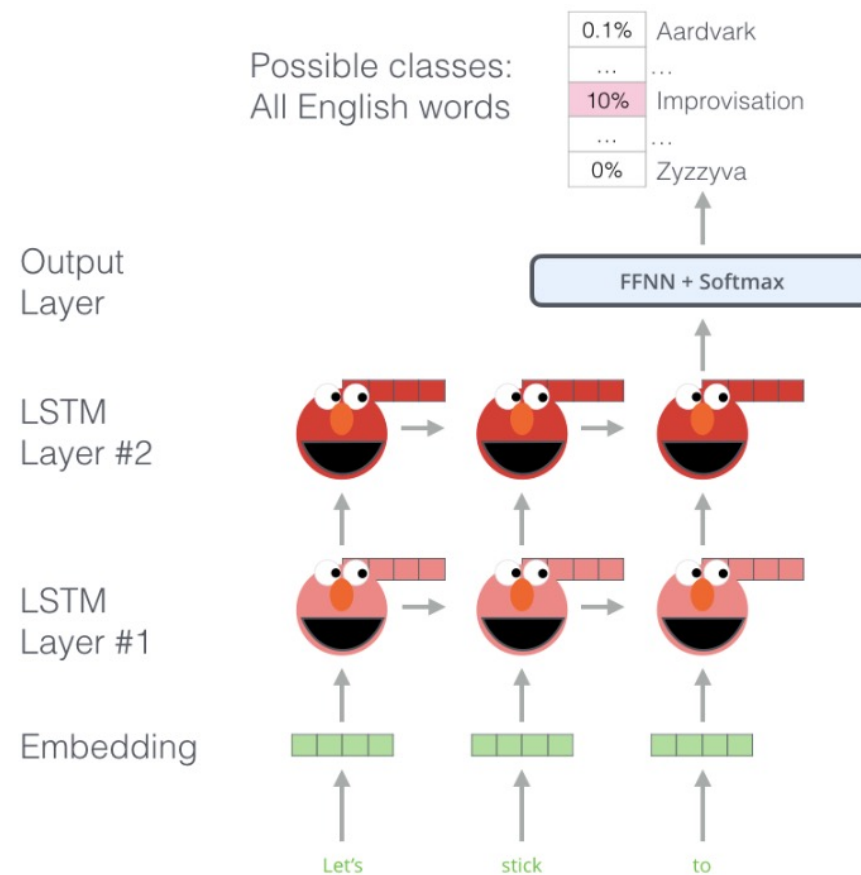 Possible classes:
All English words
0.1% Aardvark
... ...
10% Improvisation
... ...
0% Zyzzyva
Output
Layer
FFNN + Softmax
LSTM
Layer #2
LSTM
Layer #1
Embedding
Let's stick to